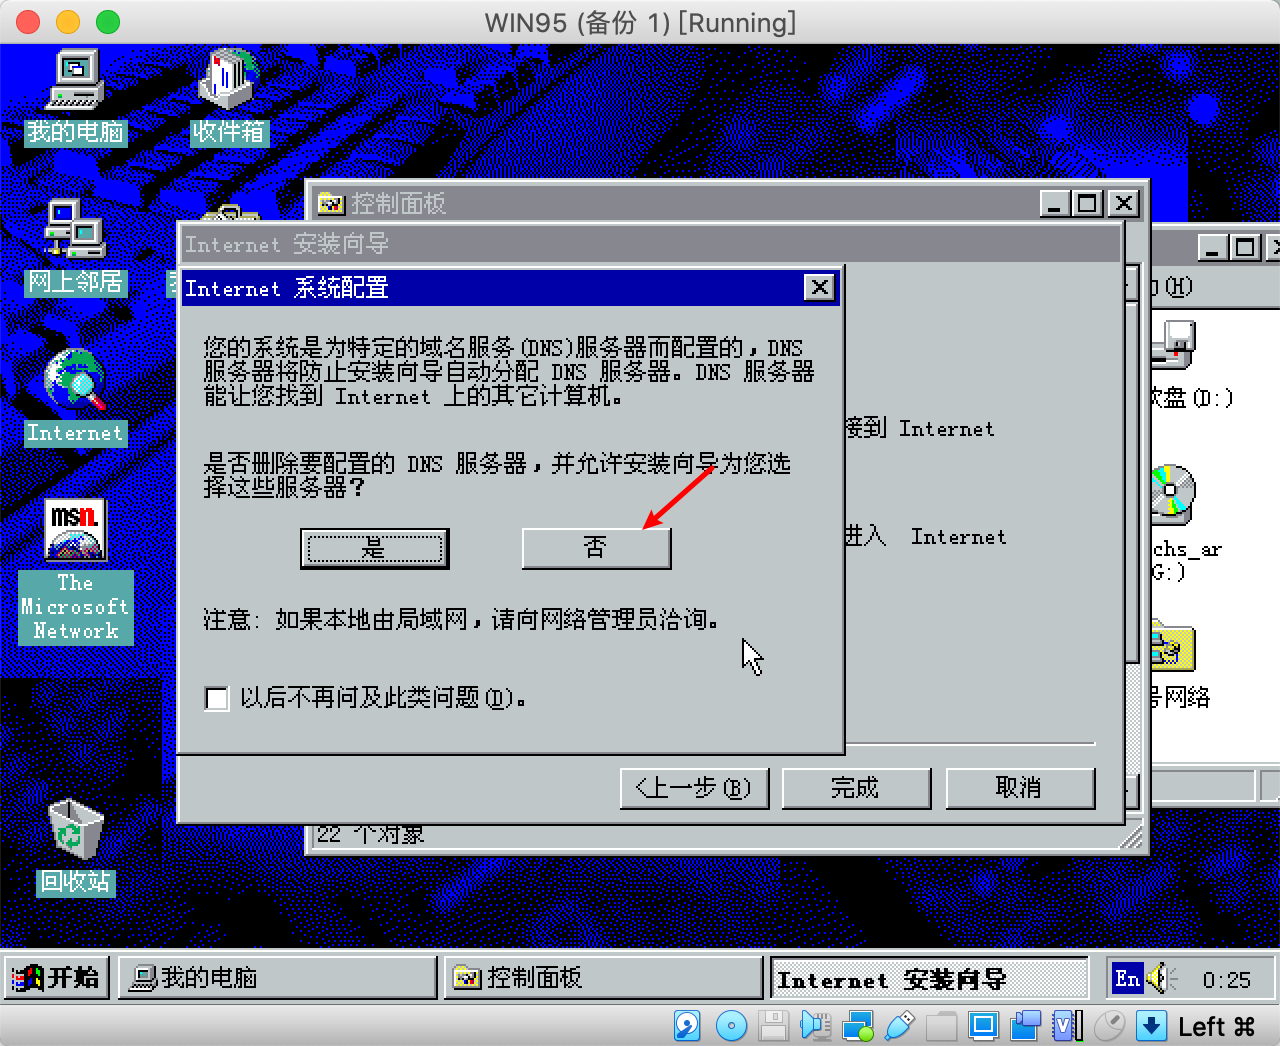 WIN95 (备份 1) [Running]
我的电脑
收件箱
控制面板
Internet 安装向导
网上邻居
Internet 系统配置
(H)
您的系统是为特定的域名服务(DNS)服务器而配置的，DNS
服务器将防止安装向导自动分配 DNS 服务器。DNS 服务器
能让您找到 Internet 上的其它计算机。
软盘(D:)
接到 Internet
Internet
是否删除要配置的 DNS 服务器，并允许安装向导为您选
择这些服务器？
是
否
进入 Internet
chs_ar
G:)
msn.
The
Microsoft
Network
注意: 如果本地由局域网，请向网络管理员洽询。
以后不再问及此类问题(D)。
号网络
<上一步(B)
完成
取消
22 个对象
回收站
开始
我的电脑
控制面板
Internet 安装向导
En
0:25
Left ⌘